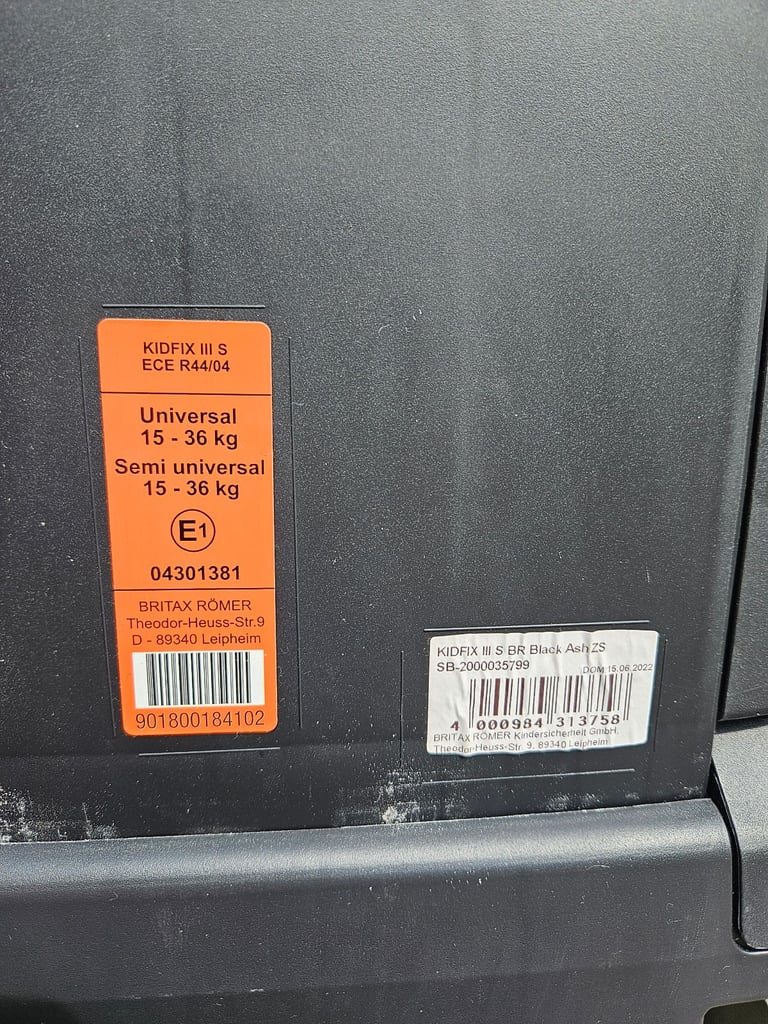 KIDFIX III S
ECE R44/04
Universal
15 - 36 kg
Semi universal
15 - 36 kg
E1
04301381
BRITAX RÖMER
Theodor-Heuss-Str.9
D - 89340 Leipheim
901800184102
KIDFIX III S BR Black Ash ZS
SB-2000035799
DOM 15.06.2022
4 000984 313758
BRITAX RÖMER Kindersicherheit GmbH,
Theodor-Heuss-Str. 9, 89340 Leipheim